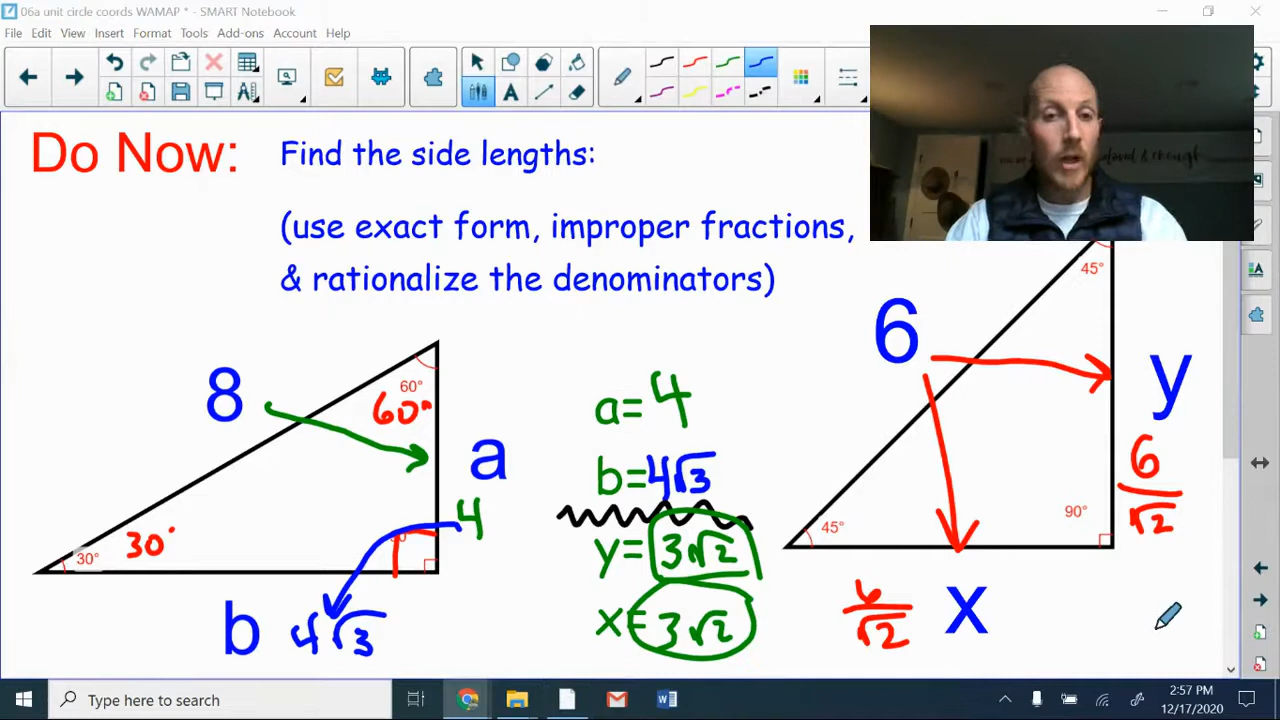 06a unit circle coords WAMAP * - SMART Notebook
File Edit View Insert Format Tools Add-ons Account Help
Do Now: Find the side lengths:
(use exact form, improper fractions,
& rationalize the denominators)
45°
6
y
6/√2
90°
45°
x
6/√2
8
60°
60°
a
4
30°
30°
b 4√3
a=4
b=4√3
y=3√2
x=3√2
Type here to search
2:57 PM
12/17/2020